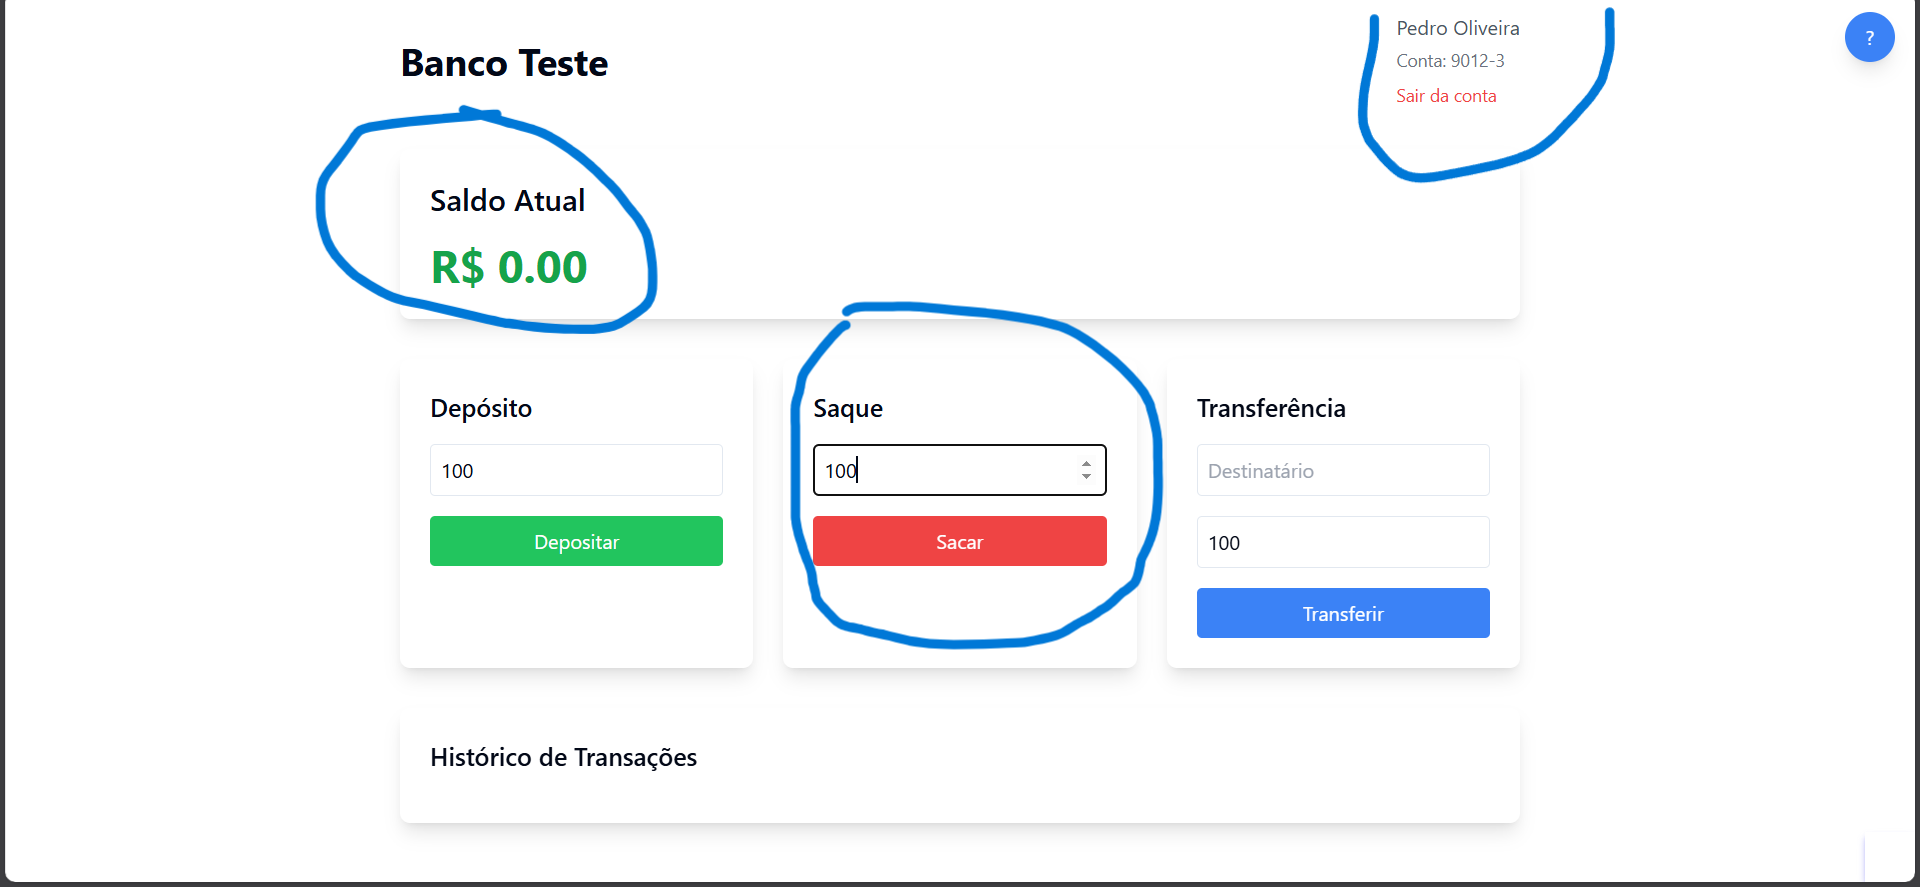 Banco Teste
Pedro Oliveira
Conta: 9012-3
Sair da conta
?
Saldo Atual
R$ 0.00
Depósito
100
Depositar
Saque
100
Sacar
Transferência
Destinatário
100
Transferir
Histórico de Transações